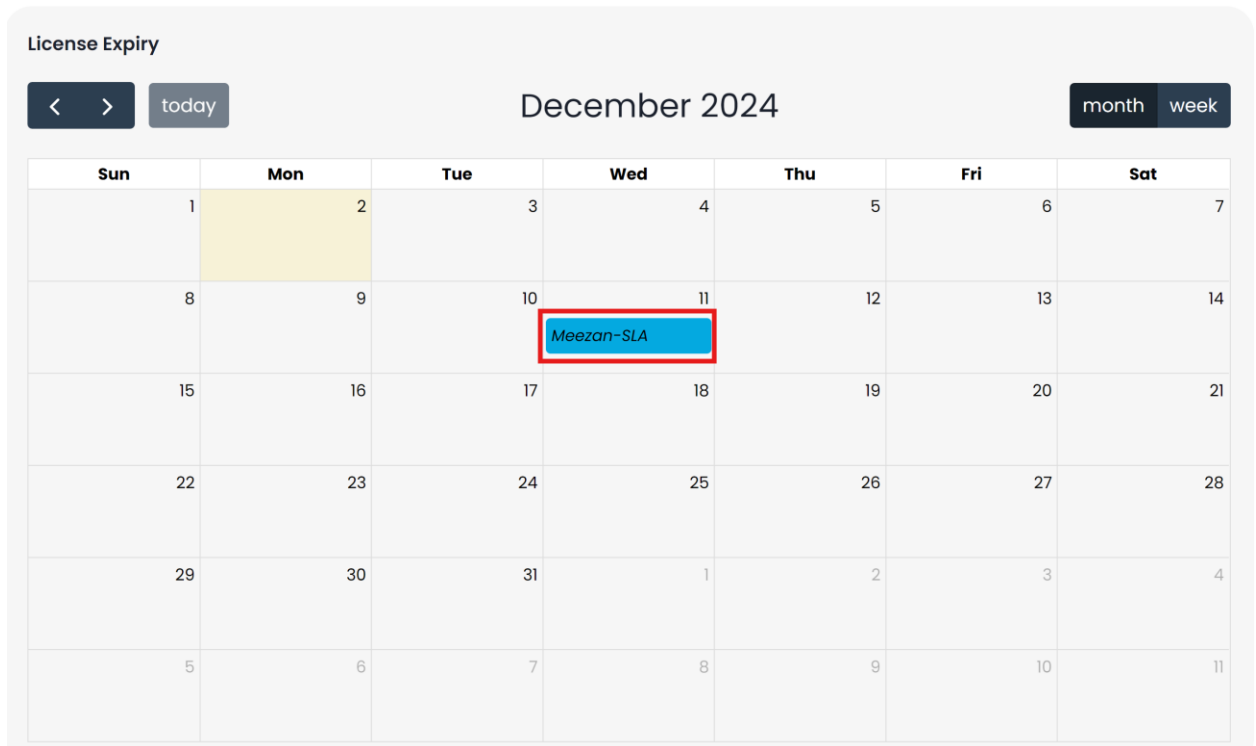 License Expiry
< > today December 2024 month week
Sun Mon Tue Wed Thu Fri Sat
1 2 3 4 5 6 7
8 9 10 11 12 13 14
Meezan-SLA
15 16 17 18 19 20 21
22 23 24 25 26 27 28
29 30 31 1 2 3 4
5 6 7 8 9 10 11